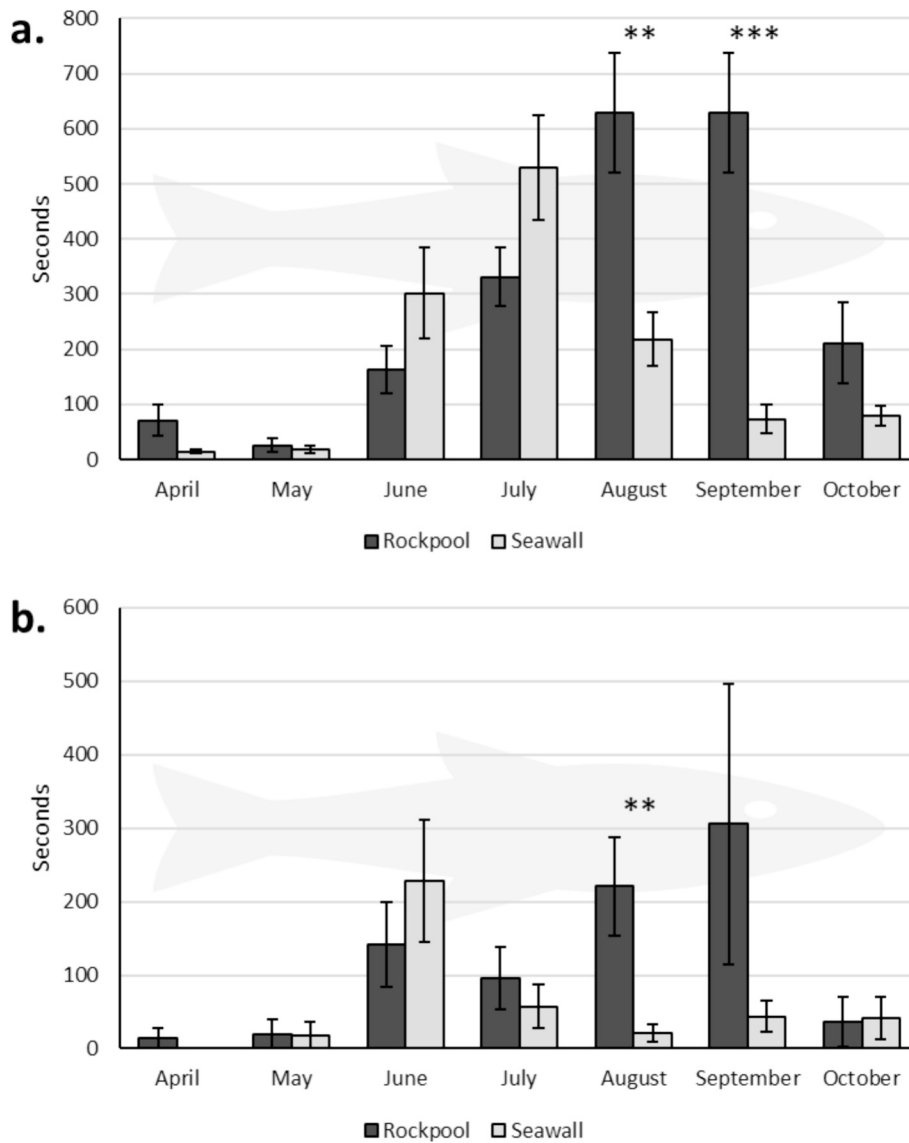 a.
800
** ***
700
600
500
Seconds
400
300
200
100
0
April May June July August September October
Rockpool Seawall
b.
600
500
400
**
Seconds
300
200
100
0
April May June July August September October
Rockpool Seawall